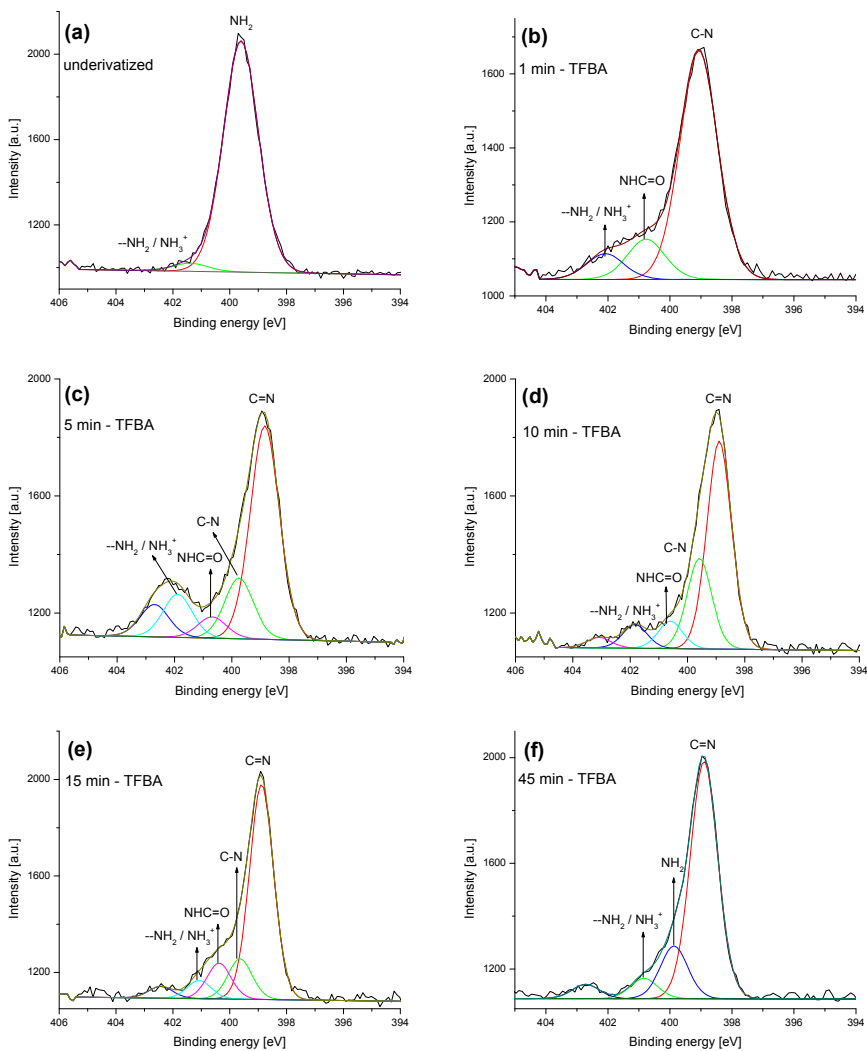 (a)
NH₂
underivatized
--NH₂ / NH₃⁺
Intensity [a.u.]
2000
1600
1200
406 404 402 400 398 396 394
Binding energy [eV]
(b)
C-N
1 min - TFBA
NHC=O
--NH₂ / NH₃⁺
Intensity [a.u.]
1600
1400
1200
1000
404 402 400 398 396 394
Binding energy [eV]
(c)
C=N
5 min - TFBA
C-N
--NH₂ / NH₃⁺
NHC=O
Intensity [a.u.]
2000
1600
1200
406 404 402 400 398 396 394
Binding energy [eV]
(d)
C=N
10 min - TFBA
C-N
NHC=O
--NH₂ / NH₃⁺
Intensity [a.u.]
2000
1600
1200
406 404 402 400 398 396 394
Binding energy [eV]
(e)
C=N
15 min - TFBA
C-N
NHC=O
--NH₂ / NH₃⁺
Intensity [a.u.]
2000
1600
1200
406 404 402 400 398 396 394
Binding energy [eV]
(f)
C=N
45 min - TFBA
NH₂
--NH₂ / NH₃⁺
Intensity [a.u.]
2000
1600
1200
404 402 400 398 396 394
Binding energy [eV]